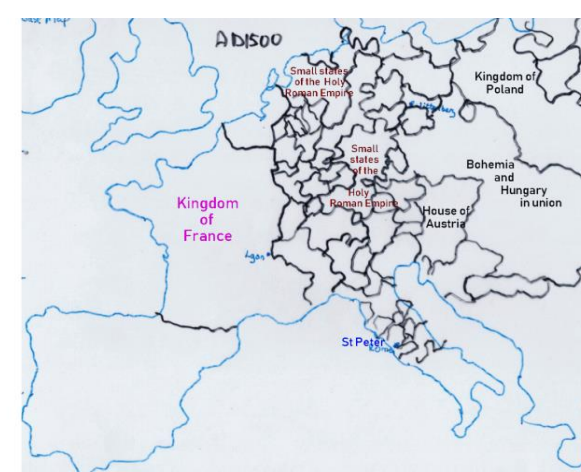 AD1500
Small states
of the Holy
Roman Empire
Kingdom of
Poland
Small
states
of the
Holy
Roman Empire
Bohemia
and
Hungary
in union
House of
Austria
Kingdom
of
France
Lyon
St Peter